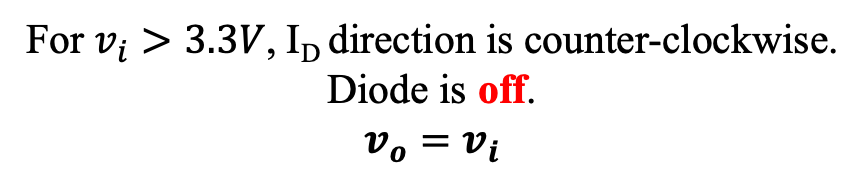 For vᵢ > 3.3V, I_D direction is counter-clockwise.
Diode is off.
vₒ = vᵢ